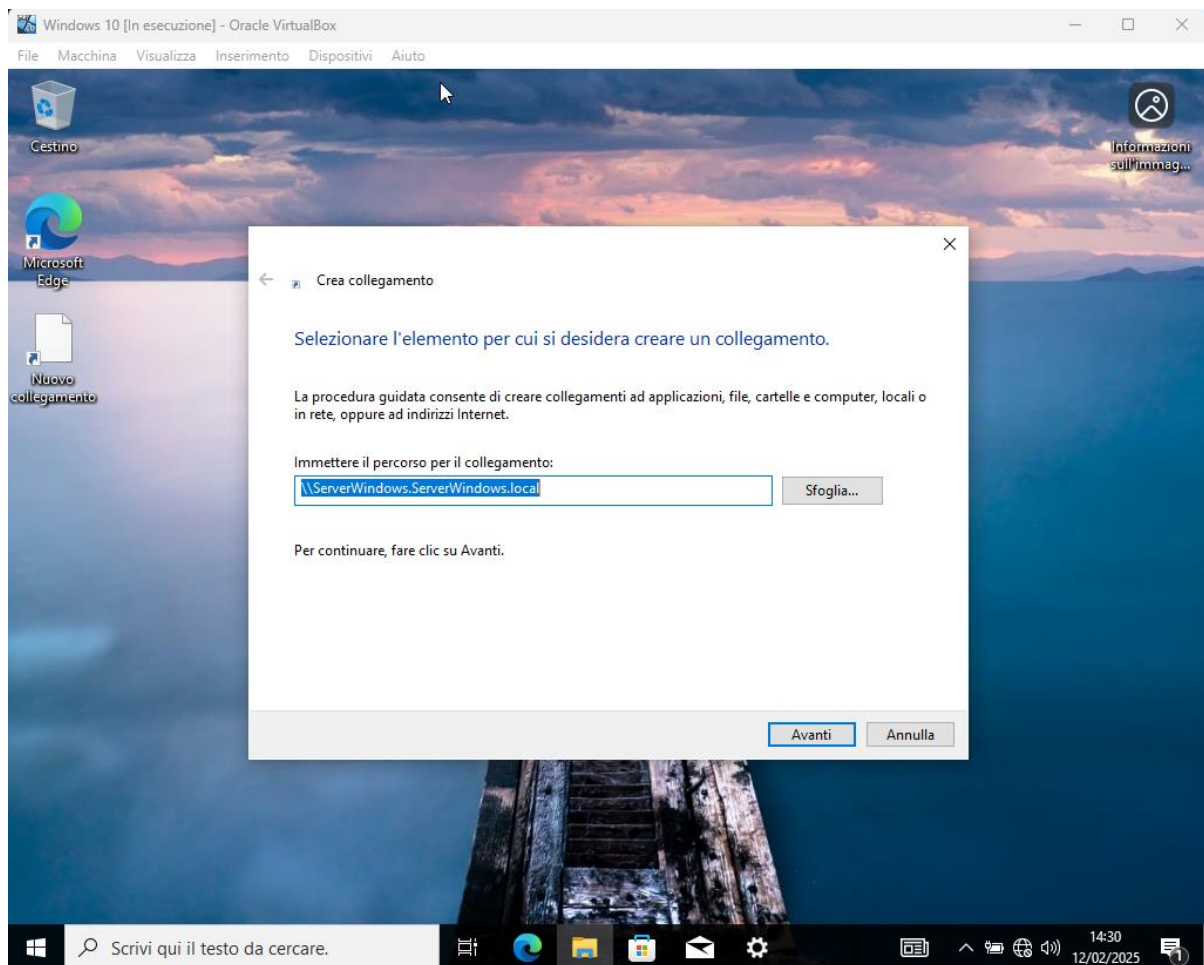 Windows 10 [In esecuzione] - Oracle VirtualBox
File Macchina Visualizza Inserimento Dispositivi Aiuto
Cestino
Informazioni
sull'immag...
Microsoft
Edge
Nuovo
collegamento
Crea collegamento
Selezionare l'elemento per cui si desidera creare un collegamento.
La procedura guidata consente di creare collegamenti ad applicazioni, file, cartelle e computer, locali o
in rete, oppure ad indirizzi Internet.
Immettere il percorso per il collegamento:
\\ServerWindows.ServerWindows.local
Sfoglia...
Per continuare, fare clic su Avanti.
Avanti Annulla
Scrivi qui il testo da cercare.
14:30
12/02/2025
1